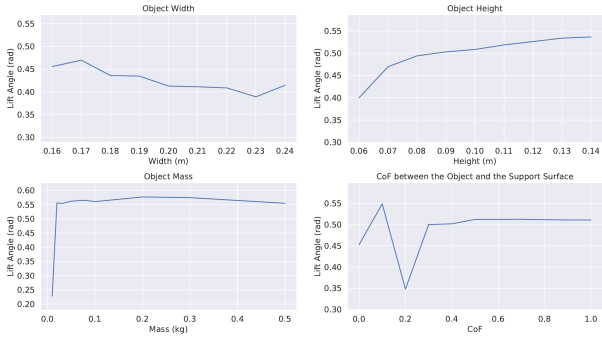 Object Width
Lift Angle (rad)
0.55
0.50
0.45
0.40
0.35
0.30
0.16 0.17 0.18 0.19 0.20 0.21 0.22 0.23 0.24
Width (m)
Object Height
Lift Angle (rad)
0.55
0.50
0.45
0.40
0.35
0.30
0.06 0.07 0.08 0.09 0.10 0.11 0.12 0.13 0.14
Height (m)
Object Mass
Lift Angle (rad)
0.60
0.55
0.50
0.45
0.40
0.35
0.30
0.25
0.20
0.0 0.1 0.2 0.3 0.4 0.5
Mass (kg)
CoF between the Object and the Support Surface
Lift Angle (rad)
0.55
0.50
0.45
0.40
0.35
0.30
0.0 0.2 0.4 0.6 0.8 1.0
CoF